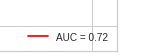 AUC = 0.72